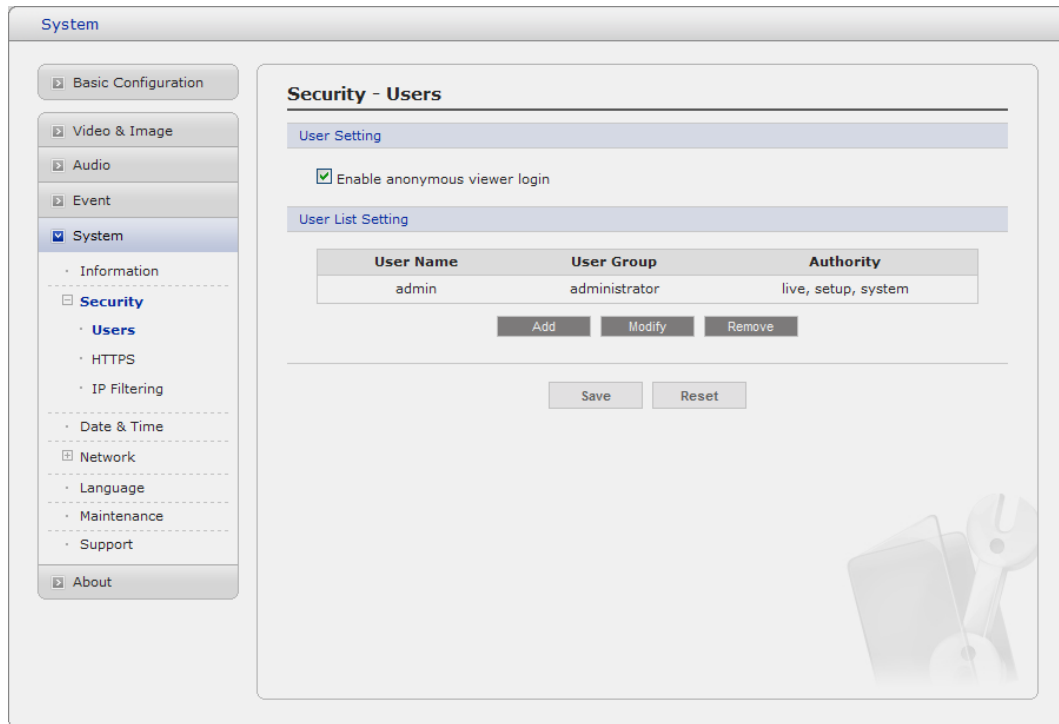 System
Basic Configuration
Video & Image
Audio
Event
System
Information
Security
Users
HTTPS
IP Filtering
Date & Time
Network
Language
Maintenance
Support
About
Security - Users
User Setting
Enable anonymous viewer login
User List Setting
User Name User Group Authority
admin administrator live, setup, system
Add Modify Remove
Save Reset